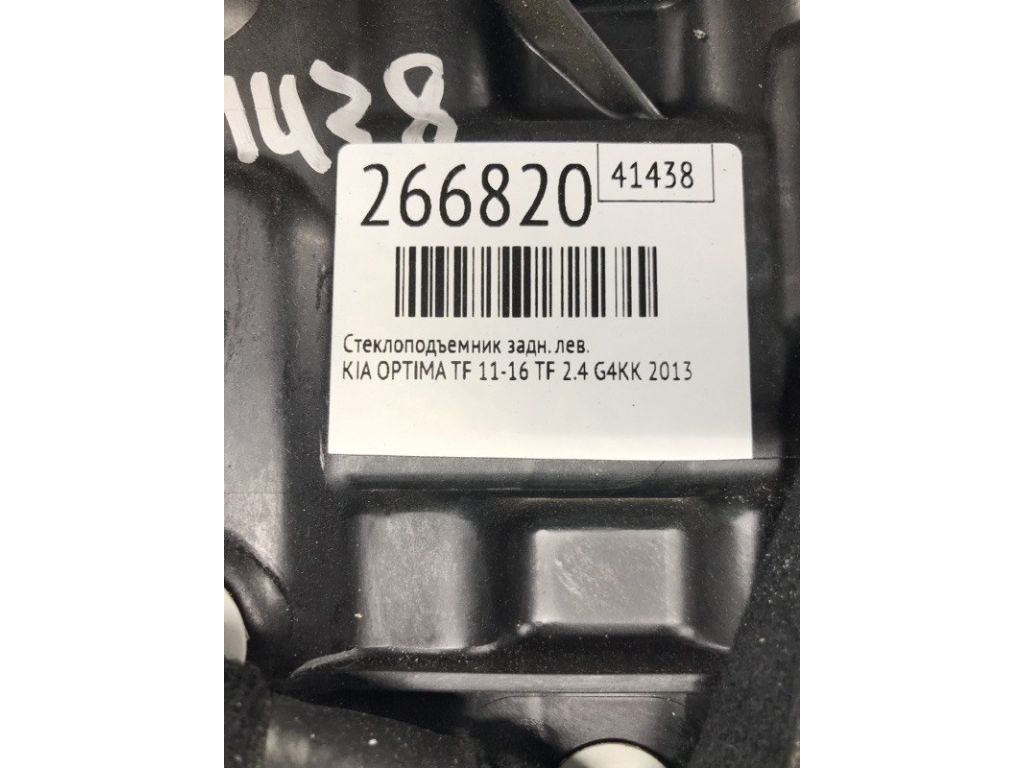 1438
266820
41438
Стеклоподъемник задн. лев.
KIA OPTIMA TF 11-16 TF 2.4 G4KK 2013